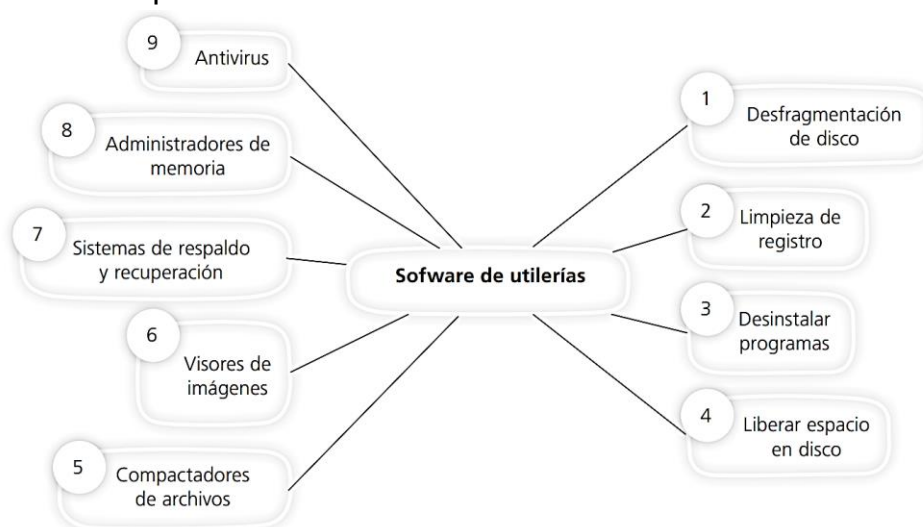 9
Antivirus
8
Administradores de
memoria
7
Sistemas de respaldo
y recuperación
6
Visores de
imágenes
5
Compactadores
de archivos
Sofware de utilerías
1
Desfragmentación
de disco
2
Limpieza de
registro
3
Desinstalar
programas
4
Liberar espacio
en disco